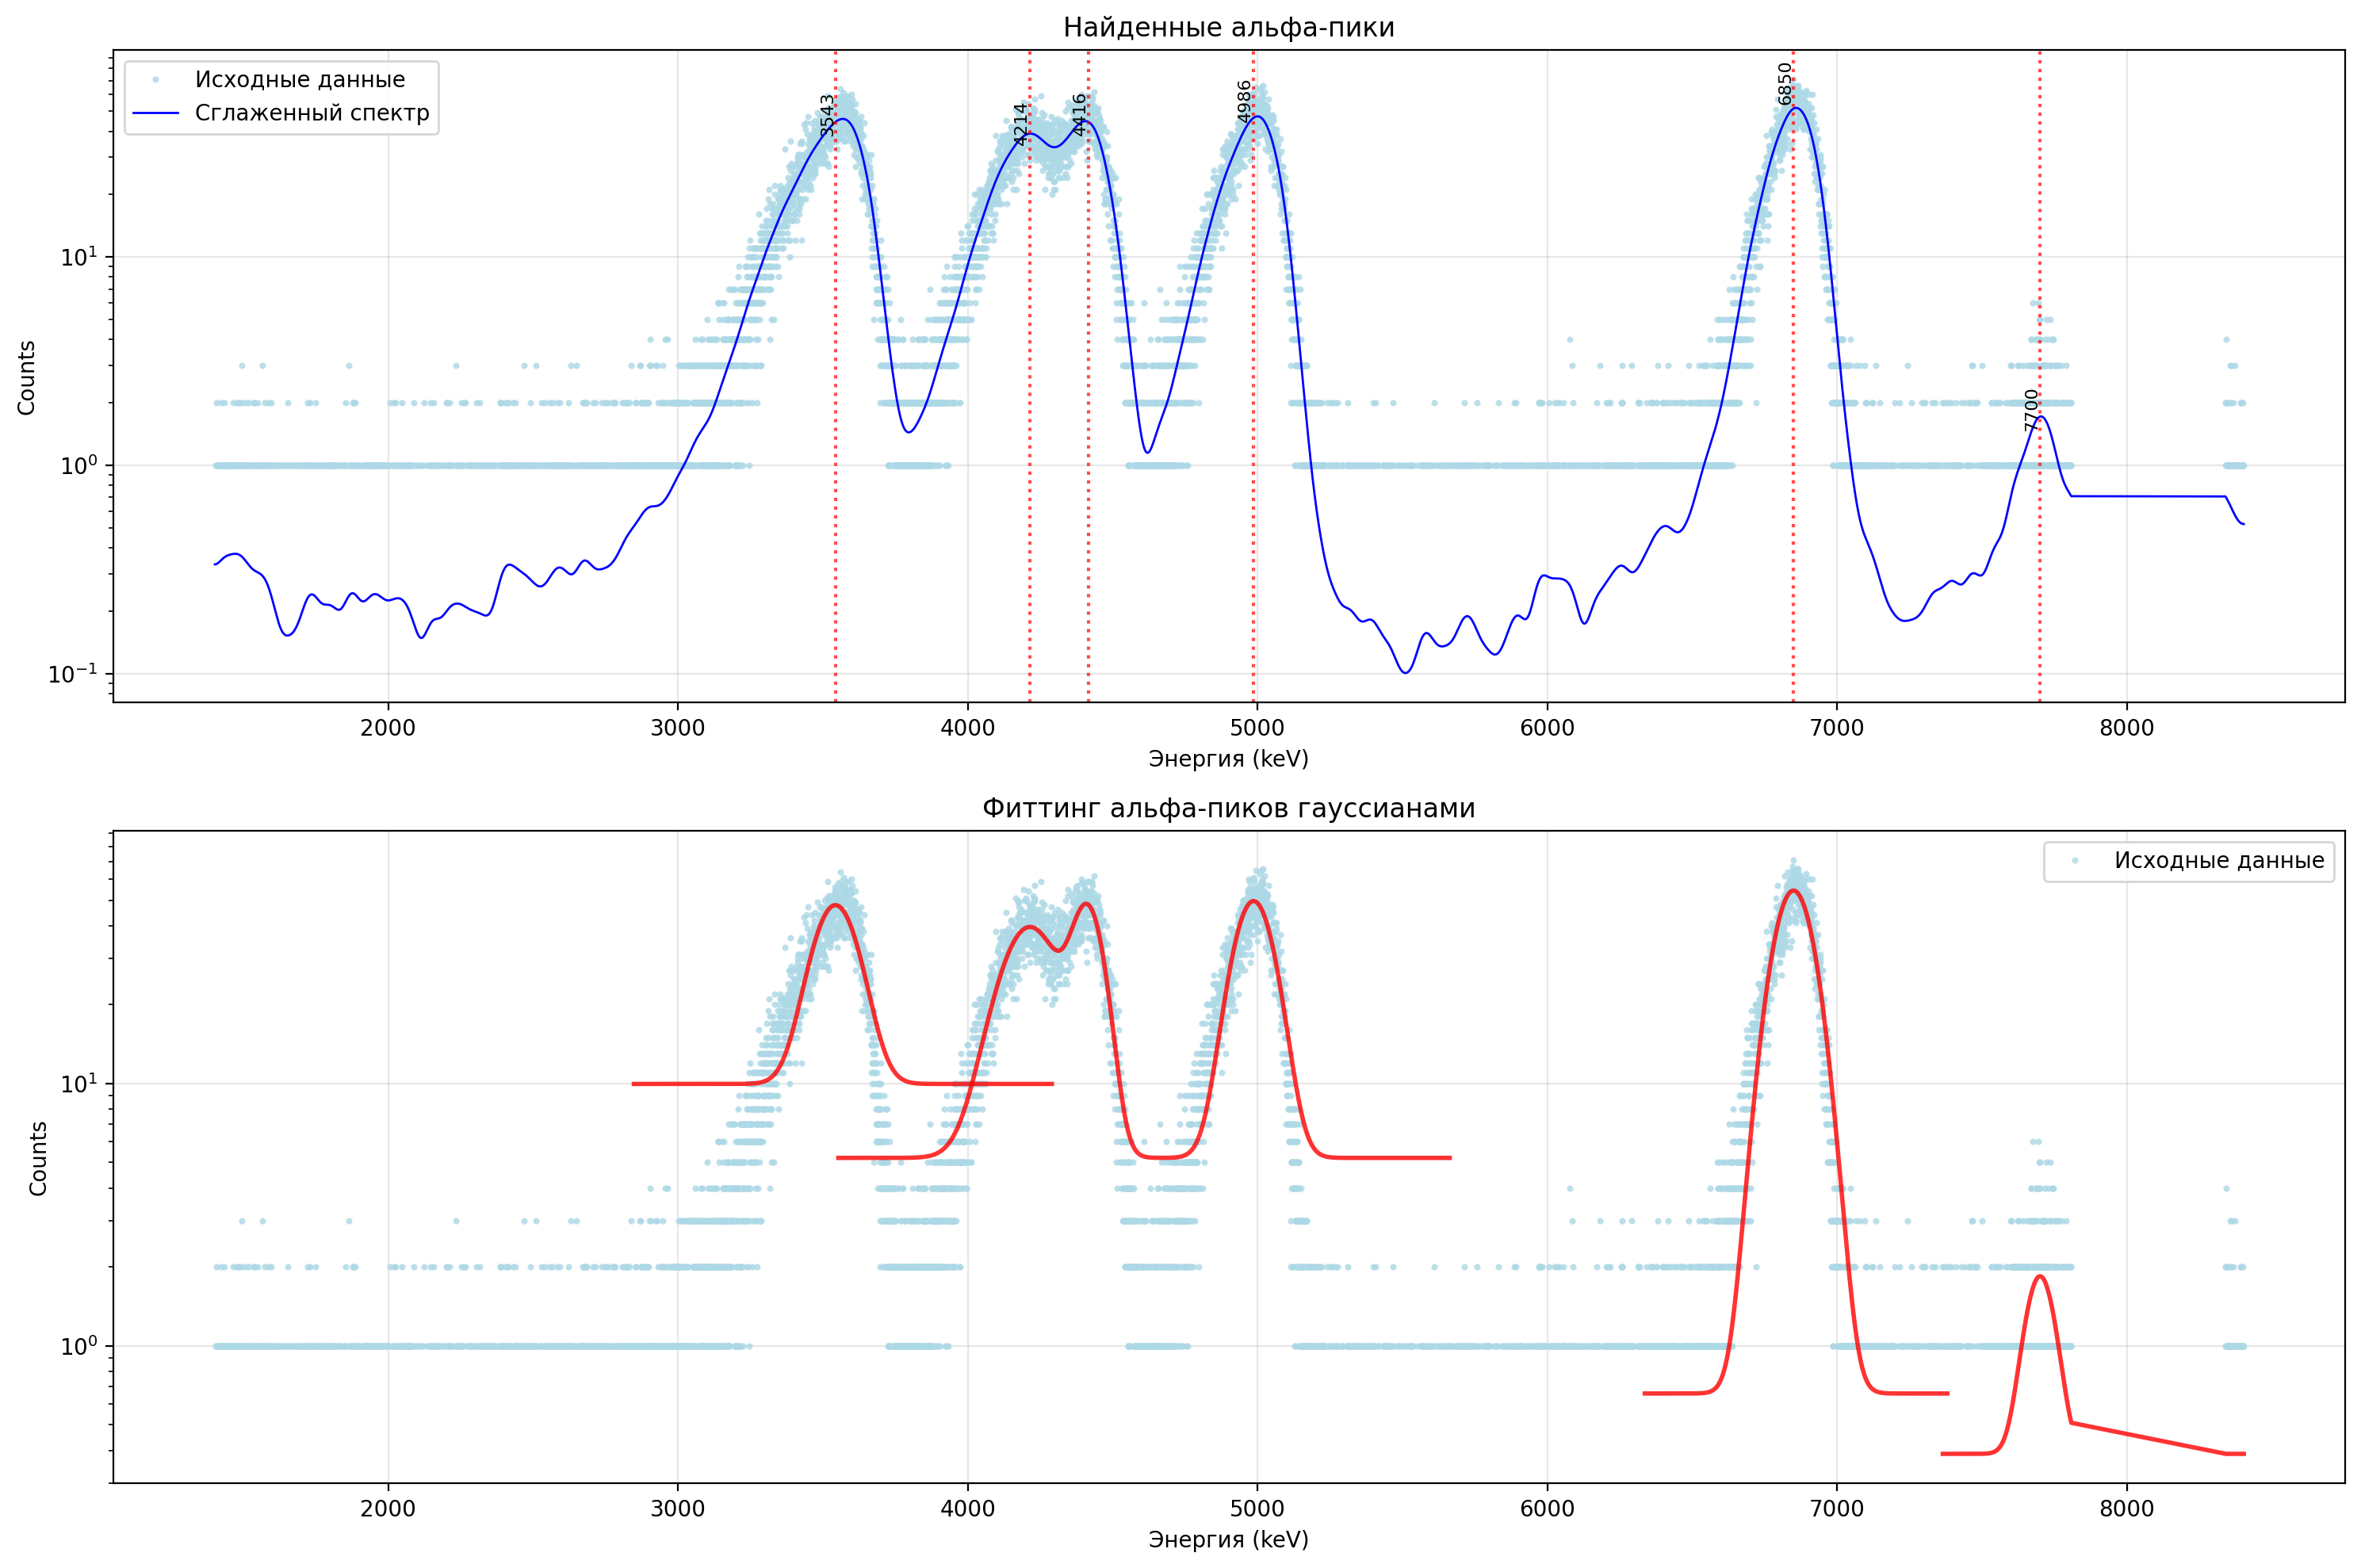 Найденные альфа-пики
Исходные данные
Сглаженный спектр
3543
4214
4416
4986
6850
7700
Counts
10¹
10⁰
10⁻¹
2000 3000 4000 5000 6000 7000 8000
Энергия (keV)
Фиттинг альфа-пиков гауссианами
Исходные данные
Counts
10¹
10⁰
2000 3000 4000 5000 6000 7000 8000
Энергия (keV)